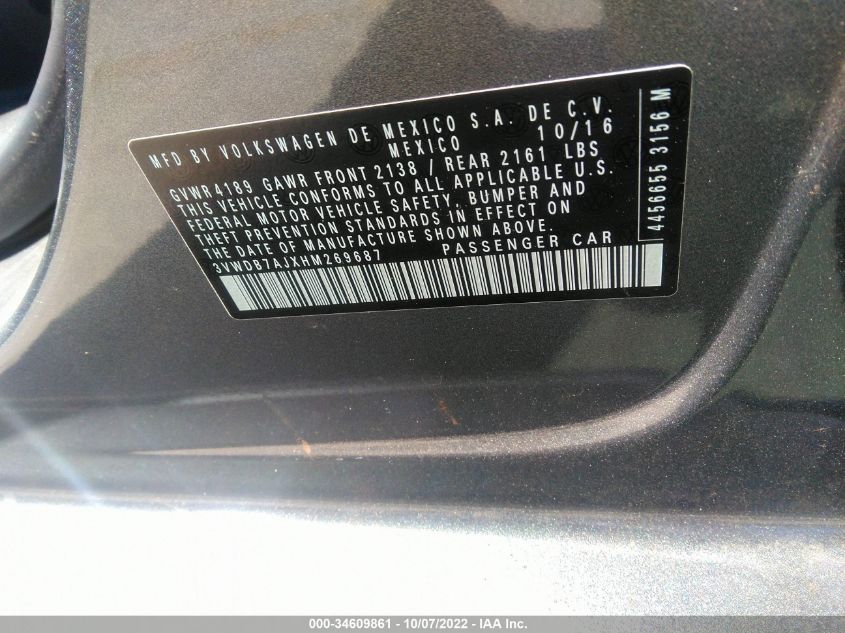 MFD BY VOLKSWAGEN DE MEXICO S.A. DE C.V.
MEXICO 10/16
GVWR4189 GAWR FRONT 2138 / REAR 2161 LBS
THIS VEHICLE CONFORMS TO ALL APPLICABLE U.S.
FEDERAL MOTOR VEHICLE SAFETY, BUMPER AND
THEFT PREVENTION STANDARDS IN EFFECT ON
THE DATE OF MANUFACTURE SHOWN ABOVE.
3VWDB7AJXHM269687 PASSENGER CAR
4456655 3156 M
000-34609861 - 10/07/2022 - IAA Inc.